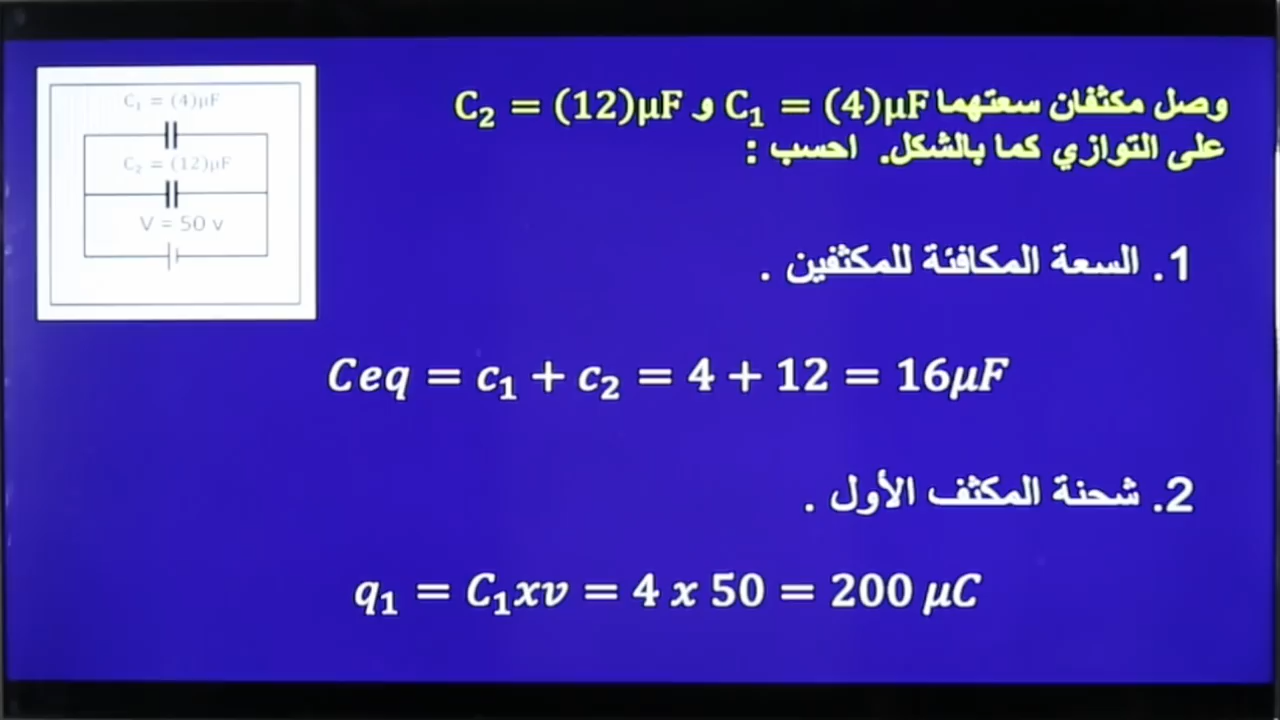 وصل مكثفان سعتهما C₁ = (4)μF و C₂ = (12)μF
على التوازي كما بالشكل. احسب :
C₁ = (4)μF
C₂ = (12)μF
V = 50 v
1. السعة المكافئة للمكثفين .
Ceq = c₁ + c₂ = 4 + 12 = 16μF
2. شحنة المكثف الأول .
q₁ = C₁xv = 4 x 50 = 200 μC